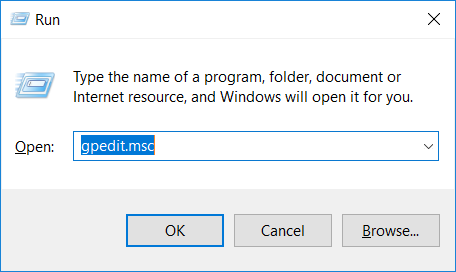 Run
Type the name of a program, folder, document or
Internet resource, and Windows will open it for you.
Open: gpedit.msc
OK Cancel Browse...